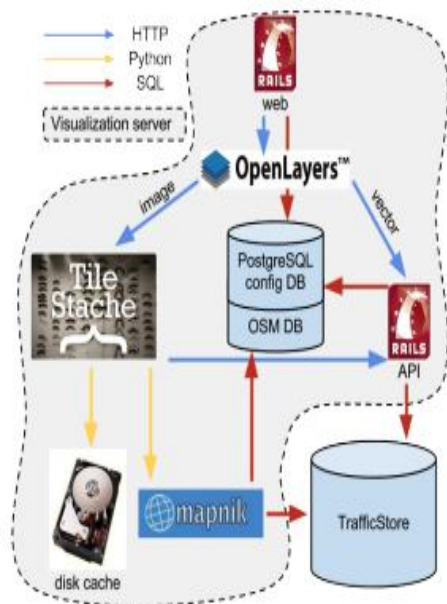 HTTP
Python
SQL
Visualization server
RAILS
web
OpenLayers™
image
vector
Tile
Stache
PostgreSQL
config DB
OSM DB
RAILS
API
mapnik
TrafficStore
disk cache